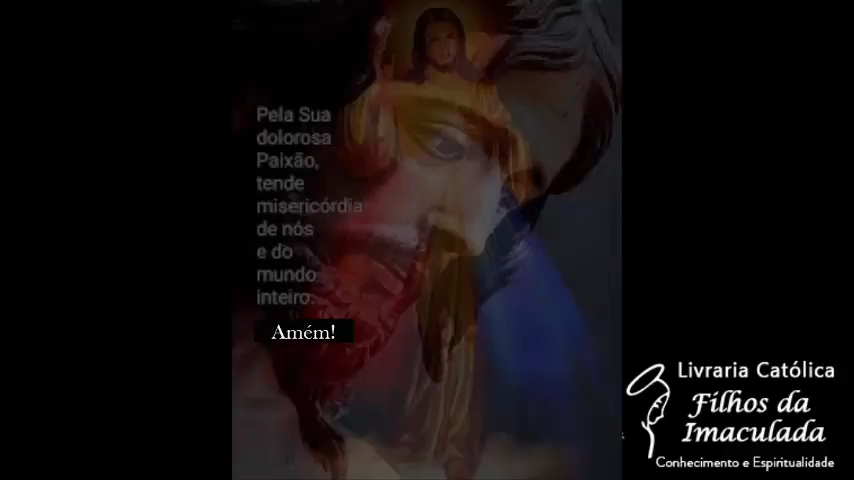 Pela Sua
dolorosa
Paixão,
tende
misericórdia
de nós
e do
mundo
inteiro.
Amém!
Livraria Católica
Filhos da
Imaculada
Conhecimento e Espiritualidade